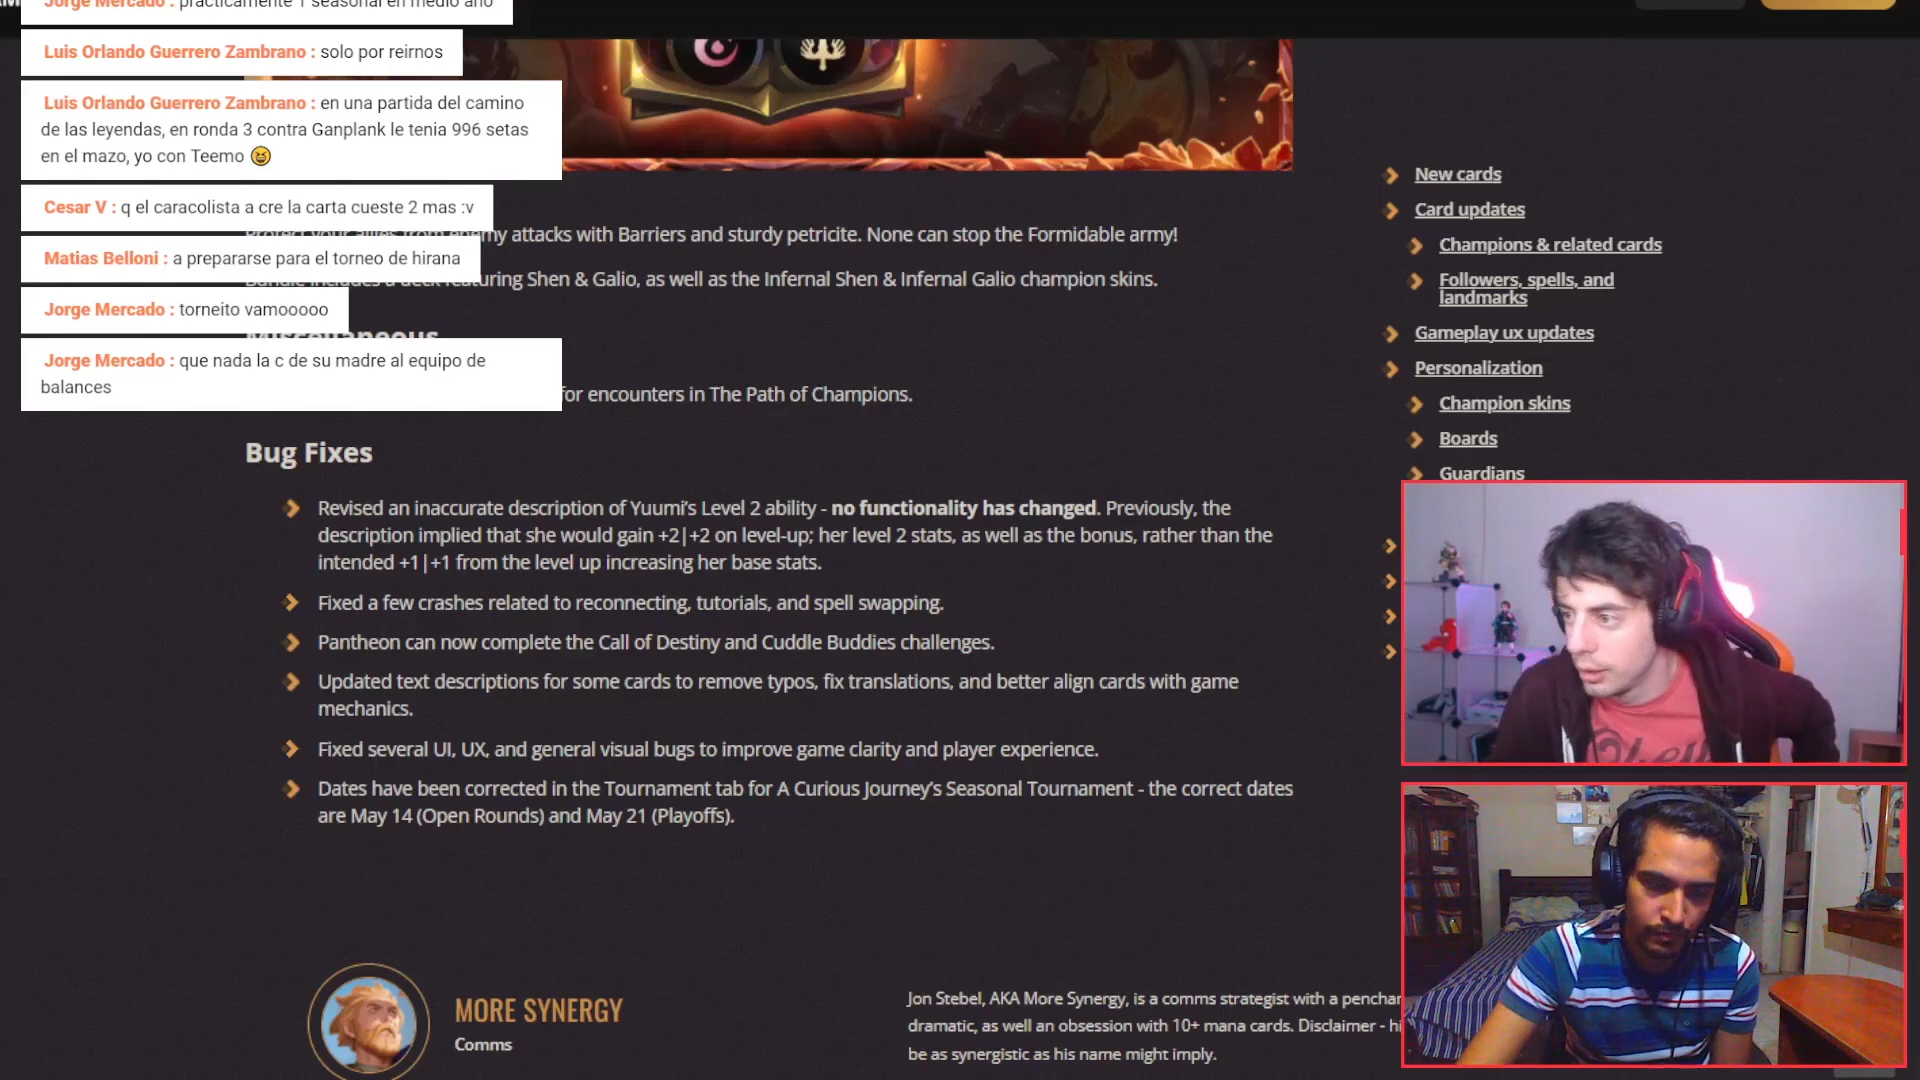 Jorge Mercado : practicamente 1 seasonal en medio año
Luis Orlando Guerrero Zambrano : solo por reirnos
Luis Orlando Guerrero Zambrano : en una partida del camino
de las leyendas, en ronda 3 contra Ganplank le tenia 996 setas
en el mazo, yo con Teemo 😆
Cesar V : q el caracolista a cre la carta cueste 2 mas :v
Matias Belloni : a prepararse para el torneo de hirana
Jorge Mercado : torneito vamooooo
Jorge Mercado : que nada la c de su madre al equipo de
balances
Protect your allies from enemy attacks with Barriers and sturdy petricite. None can stop the Formidable army!
Bundle includes a deck featuring Shen & Galio, as well as the Infernal Shen & Infernal Galio champion skins.
Miscellaneous
for encounters in The Path of Champions.
Bug Fixes
Revised an inaccurate description of Yuumi's Level 2 ability - no functionality has changed. Previously, the
description implied that she would gain +2|+2 on level-up; her level 2 stats, as well as the bonus, rather than the
intended +1|+1 from the level up increasing her base stats.
Fixed a few crashes related to reconnecting, tutorials, and spell swapping.
Pantheon can now complete the Call of Destiny and Cuddle Buddies challenges.
Updated text descriptions for some cards to remove typos, fix translations, and better align cards with game
mechanics.
Fixed several UI, UX, and general visual bugs to improve game clarity and player experience.
Dates have been corrected in the Tournament tab for A Curious Journey's Seasonal Tournament - the correct dates
are May 14 (Open Rounds) and May 21 (Playoffs).
MORE SYNERGY
Comms
Jon Stebel, AKA More Synergy, is a comms strategist with a
dramatic, as well an obsession with 10+ mana cards. Disclaimer -
be as synergistic as his name might imply.
New cards
Card updates
Champions & related cards
Followers, spells, and
landmarks
Gameplay ux updates
Personalization
Champion skins
Boards
Guardians